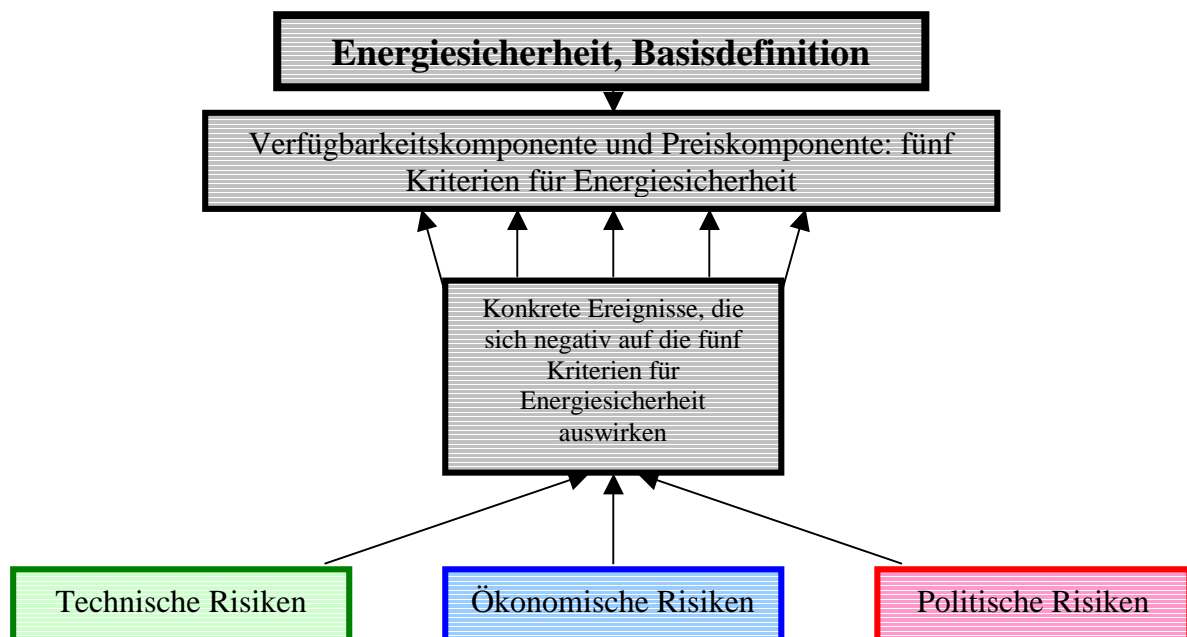 Energiesicherheit, Basisdefinition
Verfügbarkeitskomponente und Preiskomponente: fünf
Kriterien für Energiesicherheit
Konkrete Ereignisse, die
sich negativ auf die fünf
Kriterien für
Energiesicherheit
auswirken
Technische Risiken
Ökonomische Risiken
Politische Risiken